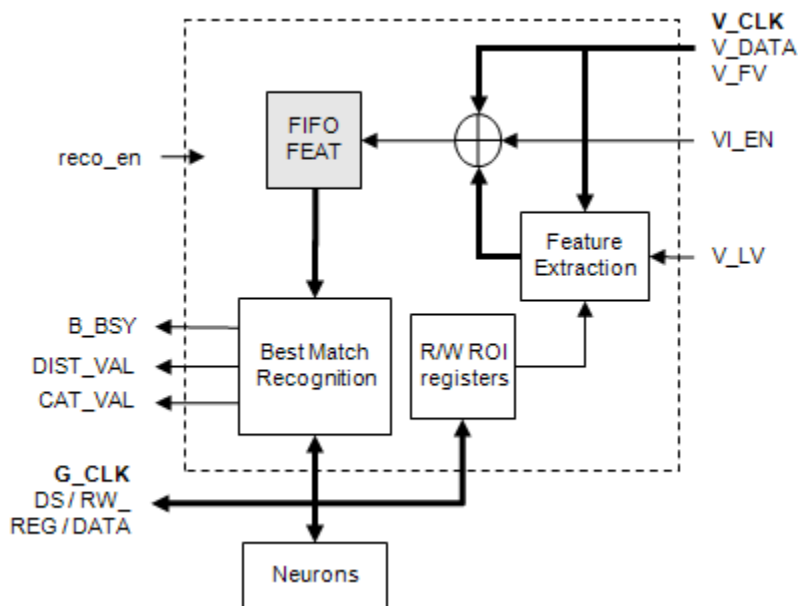 V_CLK
V_DATA
V_FV
FIFO
FEAT
VI_EN
reco_en
Feature
Extraction
V_LV
B_BSY
DIST_VAL
CAT_VAL
Best Match
Recognition
R/W ROI
registers
G_CLK
DS / RW_
REG / DATA
Neurons